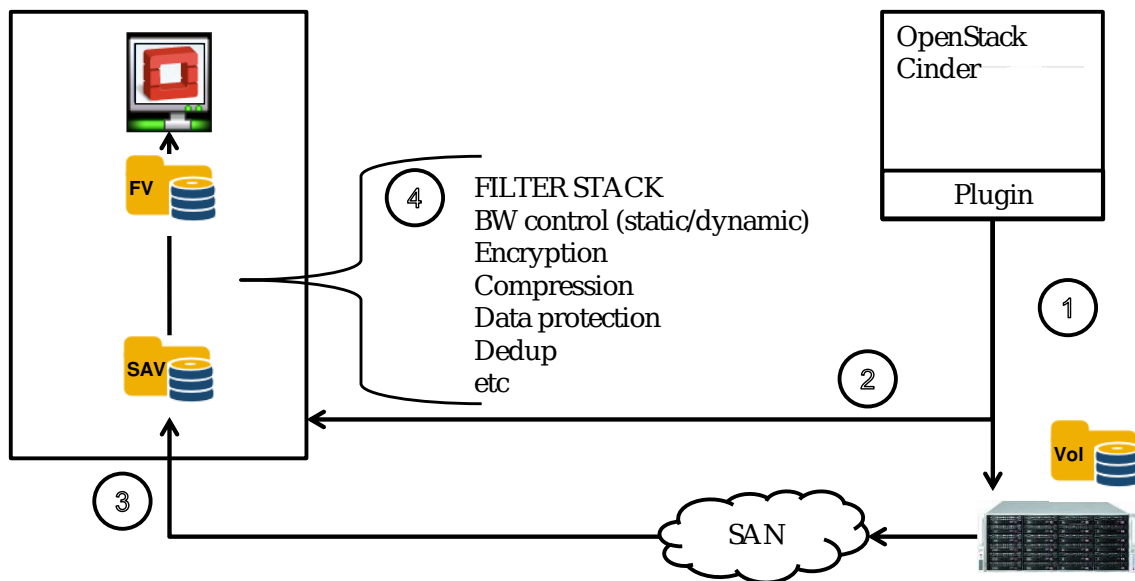 OpenStack
Cinder
Plugin
FV
4
FILTER STACK
BW control (static/dynamic)
Encryption
Compression
Data protection
Dedup
etc
1
SAV
2
Vol
3
SAN